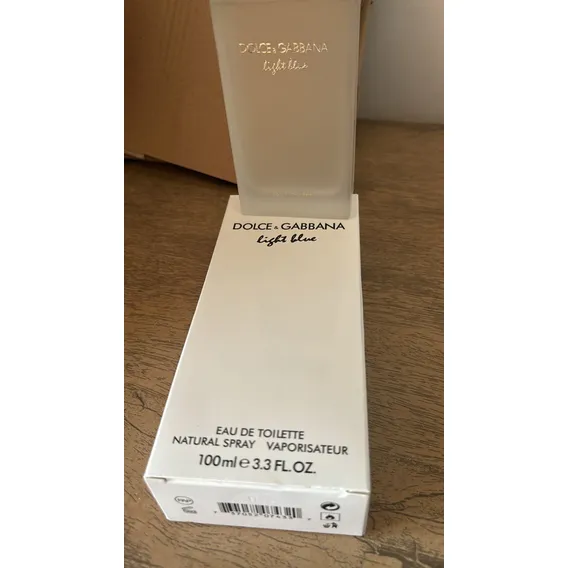 DOLCE & GABBANA
light blue
DOLCE & GABBANA
light blue
EAU DE TOILETTE
NATURAL SPRAY VAPORISATEUR
100ml e 3.3 FL.OZ.